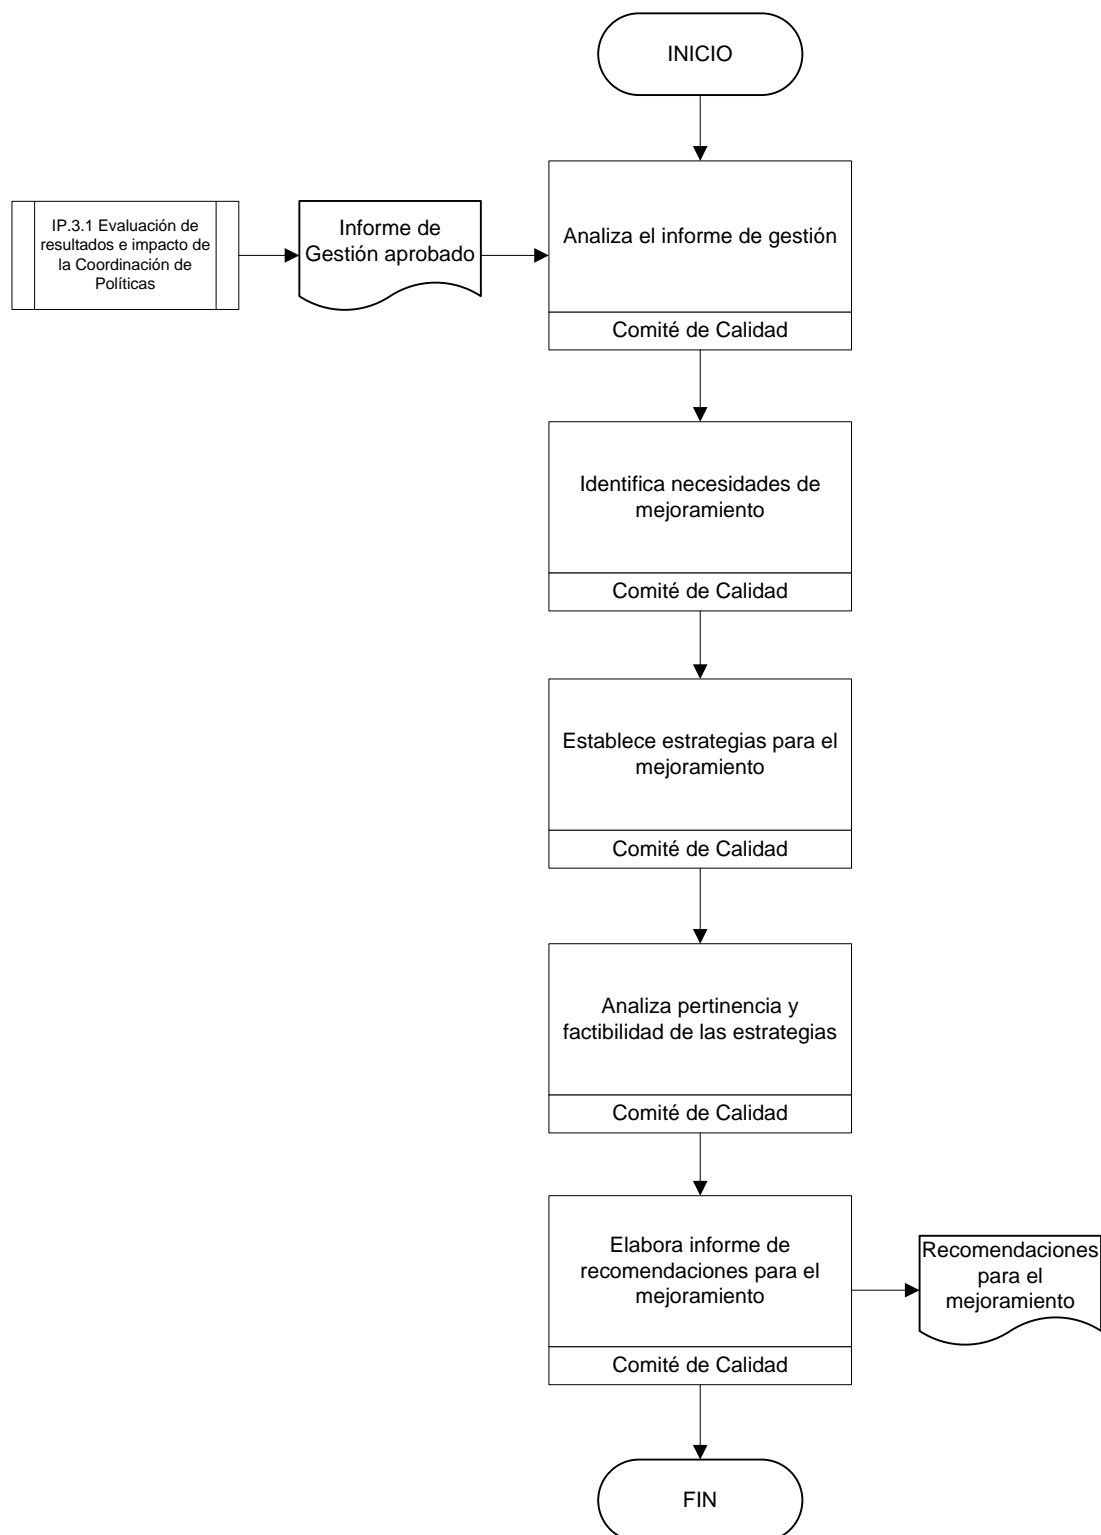 INICIO
IP.3.1 Evaluación de
resultados e impacto de
la Coordinación de
Políticas
Informe de
Gestión aprobado
Analiza el informe de gestión
Comité de Calidad
Identifica necesidades de
mejoramiento
Comité de Calidad
Establece estrategias para el
mejoramiento
Comité de Calidad
Analiza pertinencia y
factibilidad de las estrategias
Comité de Calidad
Elabora informe de
recomendaciones para el
mejoramiento
Comité de Calidad
Recomendaciones
para el
mejoramiento
FIN